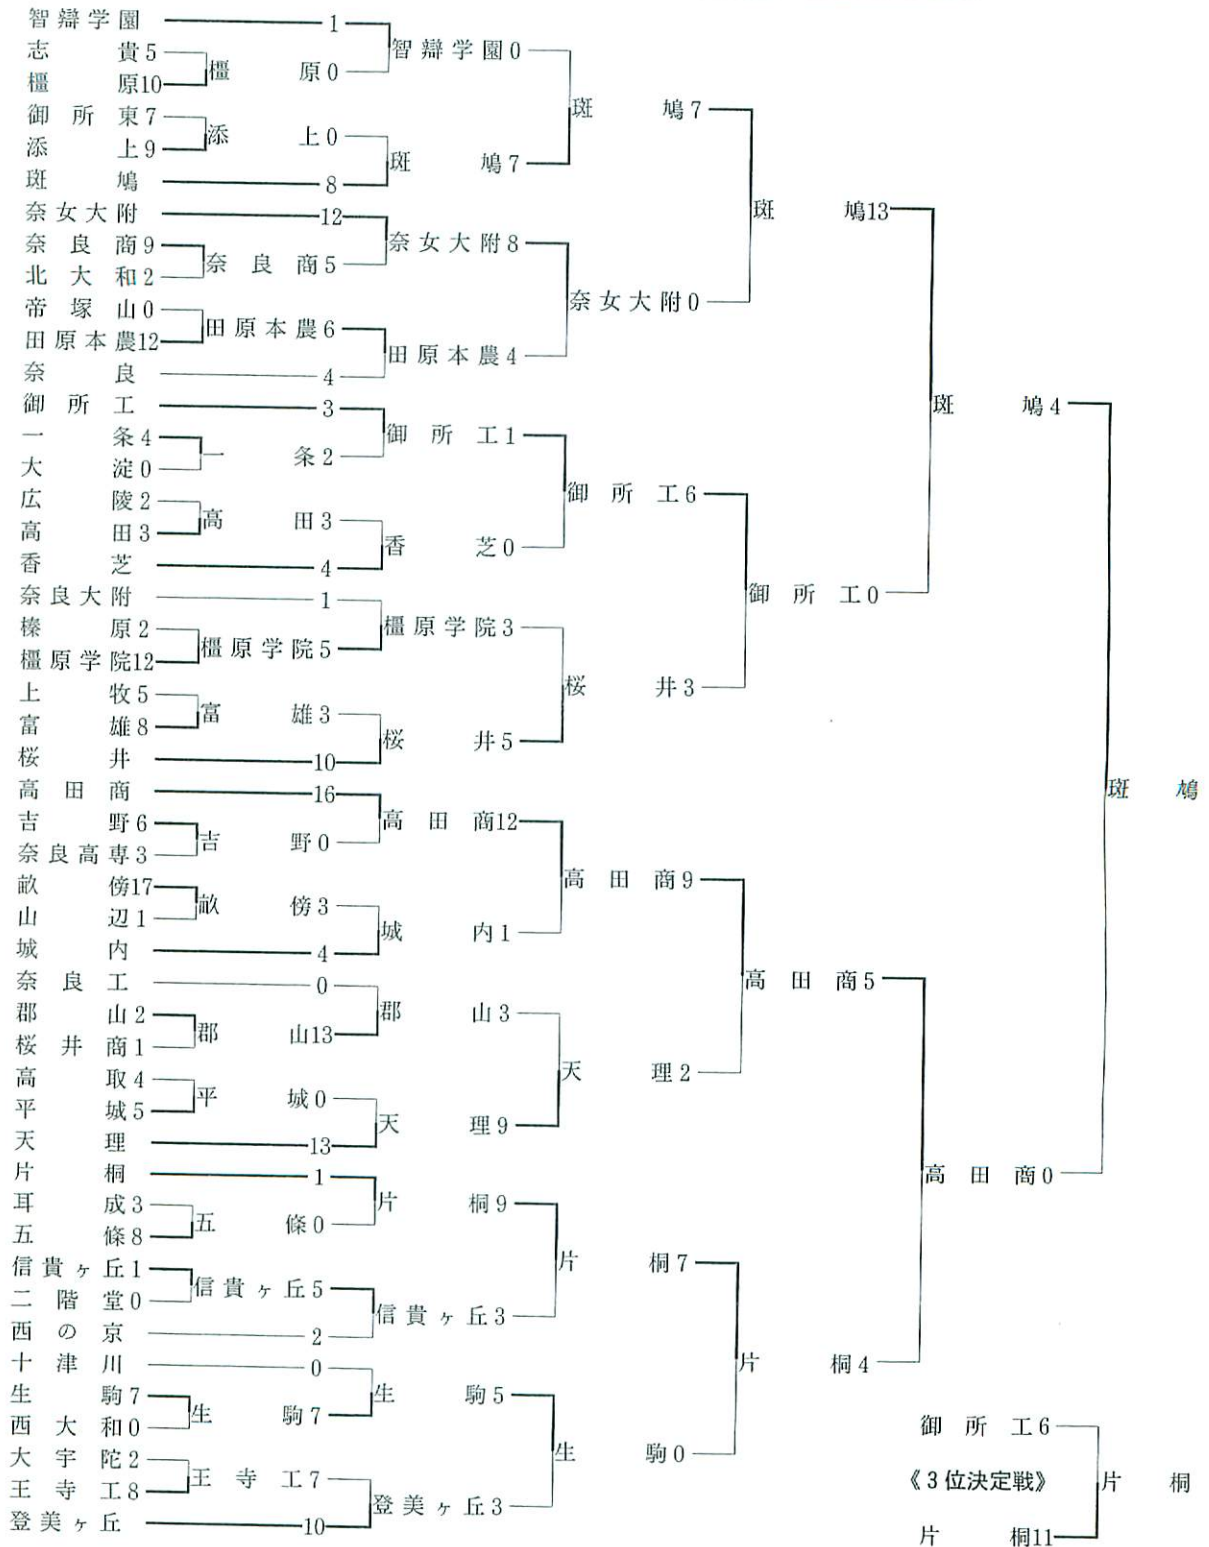 智辯学園 1
志貴 5
橿原 10
御所東 7
添上 9
斑鳩 8
奈女大附 12
奈良商 9
北大和 2
帝塚山 0
田原本農 12
奈良 4
御所工 3
一条 4
大淀 0
広陵 2
高田 3
香芝 4
奈良大附 1
榛原 2
橿原学院 12
上牧 5
富雄 8
桜井 10
高田商 16
吉野 6
奈良高専 3
畝傍 17
山辺 1
城内 4
奈良工 0
郡山 2
桜井商 1
高取 4
平城 5
天理 13
片桐 1
耳成 3
五條 8
信貴ヶ丘 1
二階堂 0
西の京 2
十津川 0
生駒 7
西大和 0
大宇陀 2
王寺工 8
登美ヶ丘 10
橿原 0
添上 0
奈良商 5
田原本農 6
一条 2
高田 3
橿原学院 5
富雄 3
吉野 0
畝傍 3
郡山 13
平城 0
五條 0
信貴ヶ丘 5
生駒 7
王寺工 7
智辯学園 0
斑鳩 7
奈女大附 8
田原本農 4
御所工 1
香芝 0
橿原学院 3
桜井 5
高田商 12
城内 1
郡山 3
天理 9
片桐 9
信貴ヶ丘 3
生駒 5
登美ヶ丘 3
斑鳩 7
奈女大附 0
御所工 6
桜井 3
高田商 9
天理 2
片桐 7
生駒 0
斑鳩 13
御所工 0
高田商 5
片桐 4
斑鳩 4
高田商 0
斑鳩
御所工 6
《3位決定戦》
片桐
片桐 11